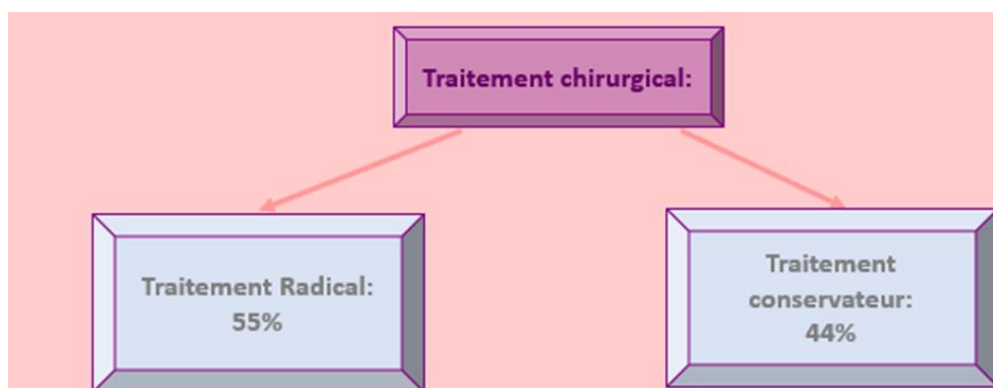 Traitement chirurgical:
Traitement Radical:
55%
Traitement
conservateur:
44%